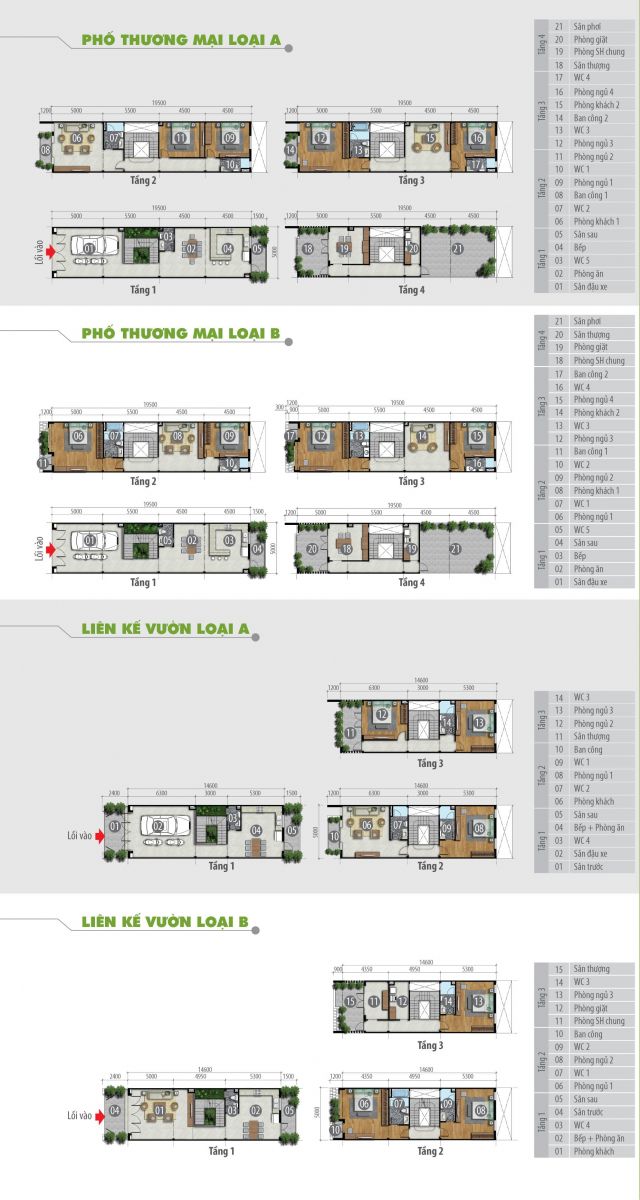 PHỐ THƯƠNG MẠI LOẠI A
19500
1200 5000 5500 4500 4500
08 06 07 11 09 10
Tầng 2
19500
1200 5000 5500 4500 4500
14 12 13 15 16 17
Tầng 3
19500
5000 5500 4500 4500 1500
Lối vào 01 03 02 04 05 5000
Tầng 1
19500
1200 5000 5500 4500 4500
18 19 20 21
Tầng 4
Tầng 4
21 Sân phơi
20 Phòng giặt
19 Phòng SH chung
18 Sân thượng
Tầng 3
17 WC 4
16 Phòng ngủ 4
15 Phòng khách 2
14 Ban công 2
13 WC 3
12 Phòng ngủ 3
Tầng 2
11 Phòng ngủ 2
10 WC 1
09 Phòng ngủ 1
08 Ban công 1
07 WC 2
06 Phòng khách 1
Tầng 1
05 Sân sau
04 Bếp
03 WC 5
02 Phòng ăn
01 Sân đậu xe
PHỐ THƯƠNG MẠI LOẠI B
19500
1200 5000 5500 4500 4500
11 06 07 08 09 10
Tầng 2
19500
300 900 5000 5500 4500 4500
17 12 13 14 15 16
Tầng 3
19500
5000 5500 4500 4500 1500
Lối vào 01 05 02 03 04 5000
Tầng 1
19500
1200 5000 5500 4500 4500
20 18 19 21
Tầng 4
Tầng 4
21 Sân phơi
20 Sân thượng
19 Phòng giặt
18 Phòng SH chung
Tầng 3
17 Ban công 2
16 WC 4
15 Phòng ngủ 4
14 Phòng khách 2
13 WC 3
12 Phòng ngủ 3
Tầng 2
11 Ban công 1
10 WC 2
09 Phòng ngủ 2
08 Phòng khách 1
07 WC 1
06 Phòng ngủ 1
Tầng 1
05 WC 5
04 Sân sau
03 Bếp
02 Phòng ăn
01 Sân đậu xe
LIÊN KẾ VƯỜN LOẠI A
14600
1200 6300 3000 5300
11 12 14 13
Tầng 3
14600
2400 6300 3000 5300 1500
Lối vào 01 02 03 04 05
Tầng 1
14600
1200 6300 3000 5300
5000 10 06 07 09 08
Tầng 2
Tầng 3
14 WC 3
13 Phòng ngủ 3
12 Phòng ngủ 2
11 Sân thượng
Tầng 2
10 Ban công
09 WC 1
08 Phòng ngủ 1
07 WC 2
06 Phòng khách
Tầng 1
05 Sân sau
04 Bếp + Phòng ăn
03 WC 4
02 Sân đậu xe
01 Sân trước
LIÊN KẾ VƯỜN LOẠI B
14600
900 4350 4950 5300
15 11 12 14 13
Tầng 3
14600
2400 5000 4950 5300 1500
Lối vào 04 01 03 02 05
Tầng 1
14600
1200 4350 4950 5300
5000 10 06 07 09 08
Tầng 2
Tầng 3
15 Sân thượng
14 WC 3
13 Phòng ngủ 3
12 Phòng giặt
11 Phòng SH chung
Tầng 2
10 Ban công
09 WC 2
08 Phòng ngủ 2
07 WC 1
06 Phòng ngủ 1
Tầng 1
05 Sân sau
04 Sân trước
03 WC 4
02 Bếp + Phòng ăn
01 Phòng khách